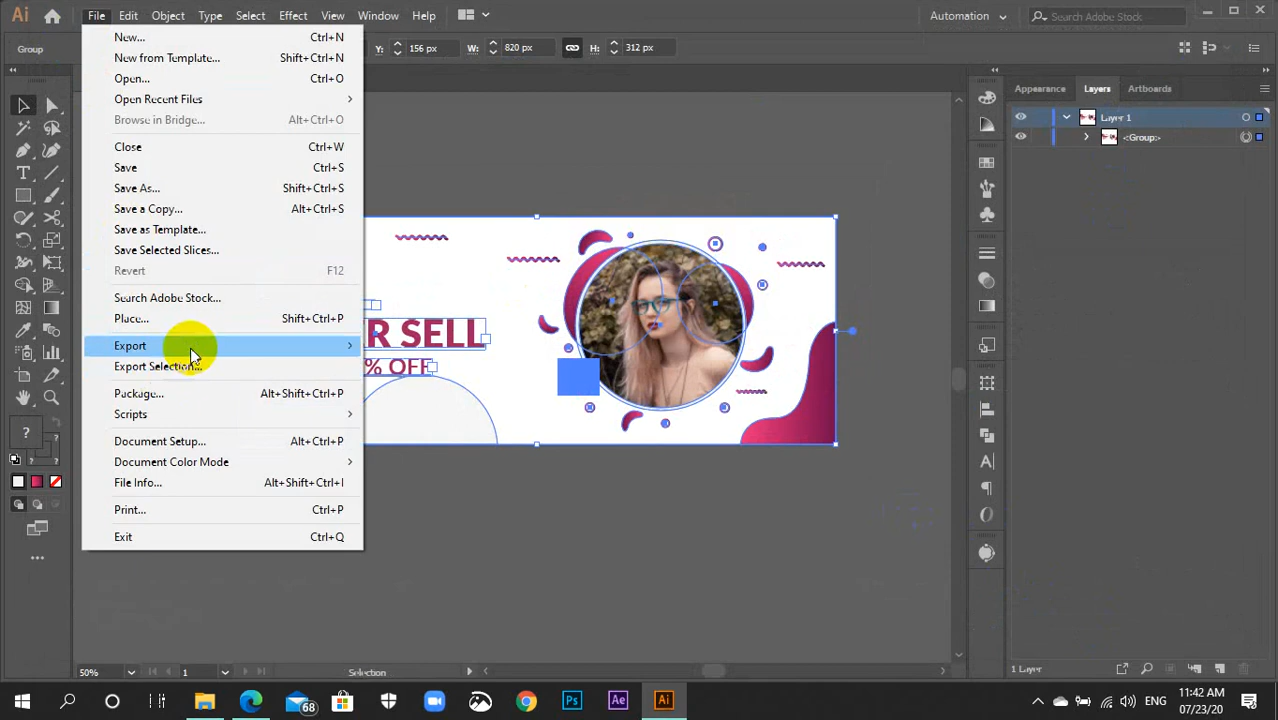 Ai File Edit Object Type Select Effect View Window Help Automation Search Adobe Stock
Group Y: 156 px W: 820 px H: 312 px
New... Ctrl+N
New from Template... Shift+Ctrl+N
Open... Ctrl+O
Open Recent Files
Browse in Bridge... Alt+Ctrl+O
Close Ctrl+W
Save Ctrl+S
Save As... Shift+Ctrl+S
Save a Copy... Alt+Ctrl+S
Save as Template...
Save Selected Slices...
Revert F12
Search Adobe Stock...
Place... Shift+Ctrl+P
Export
Export Selection...
Package... Alt+Shift+Ctrl+P
Scripts
Document Setup... Alt+Ctrl+P
Document Color Mode
File Info... Alt+Shift+Ctrl+I
Print... Ctrl+P
Exit Ctrl+Q
R SELL
% OFF
Appearance Layers Artboards
Layer 1
<Group>
?
50% 1 Selection
1 Layer
68 Ps Ae Ai ENG
11:42 AM
07/23/20